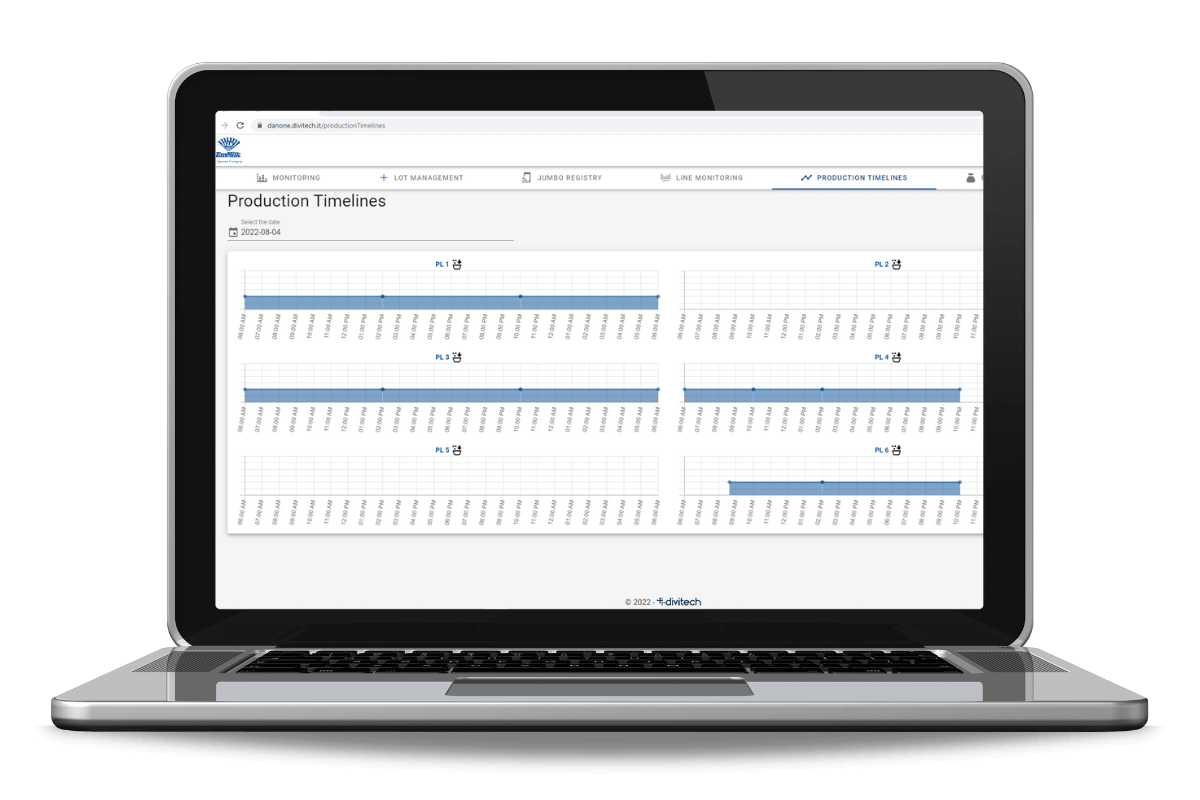 danone.divitech.it/productionTimelines
TanMilk
MONITORING
LOT MANAGEMENT
JUMBO REGISTRY
LINE MONITORING
PRODUCTION TIMELINES
Production Timelines
Select the date
2022-08-04
PL 1
06:00 AM 07:00 AM 08:00 AM 09:00 AM 10:00 AM 11:00 AM 12:00 PM 01:00 PM 02:00 PM 03:00 PM 04:00 PM 05:00 PM 06:00 PM 07:00 PM 08:00 PM 09:00 PM 10:00 PM 11:00 PM 12:00 AM 01:00 AM 02:00 AM 03:00 AM 04:00 AM 05:00 AM 06:00 AM
PL 2
06:00 AM 07:00 AM 08:00 AM 09:00 AM 10:00 AM 11:00 AM 12:00 PM 01:00 PM 02:00 PM 03:00 PM 04:00 PM 05:00 PM 06:00 PM 07:00 PM 08:00 PM 09:00 PM 10:00 PM 11:00 PM
PL 3
06:00 AM 07:00 AM 08:00 AM 09:00 AM 10:00 AM 11:00 AM 12:00 PM 01:00 PM 02:00 PM 03:00 PM 04:00 PM 05:00 PM 06:00 PM 07:00 PM 08:00 PM 09:00 PM 10:00 PM 11:00 PM 12:00 AM 01:00 AM 02:00 AM 03:00 AM 04:00 AM 05:00 AM 06:00 AM
PL 4
06:00 AM 07:00 AM 08:00 AM 09:00 AM 10:00 AM 11:00 AM 12:00 PM 01:00 PM 02:00 PM 03:00 PM 04:00 PM 05:00 PM 06:00 PM 07:00 PM 08:00 PM 09:00 PM 10:00 PM 11:00 PM
PL 5
06:00 AM 07:00 AM 08:00 AM 09:00 AM 10:00 AM 11:00 AM 12:00 PM 01:00 PM 02:00 PM 03:00 PM 04:00 PM 05:00 PM 06:00 PM 07:00 PM 08:00 PM 09:00 PM 10:00 PM 11:00 PM 12:00 AM 01:00 AM 02:00 AM 03:00 AM 04:00 AM 05:00 AM 06:00 AM
PL 6
06:00 AM 07:00 AM 08:00 AM 09:00 AM 10:00 AM 11:00 AM 12:00 PM 01:00 PM 02:00 PM 03:00 PM 04:00 PM 05:00 PM 06:00 PM 07:00 PM 08:00 PM 09:00 PM 10:00 PM 11:00 PM
© 2022 - divitech